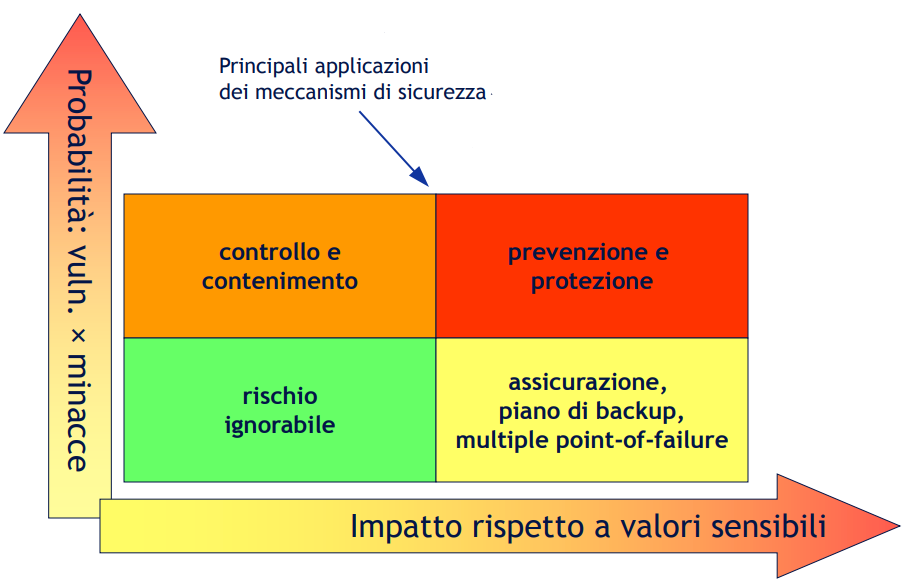 Principali applicazioni
dei meccanismi di sicurezza
Probabilità: vuln. × minacce
controllo e
contenimento
prevenzione e
protezione
rischio
ignorabile
assicurazione,
piano di backup,
multiple point-of-failure
Impatto rispetto a valori sensibili